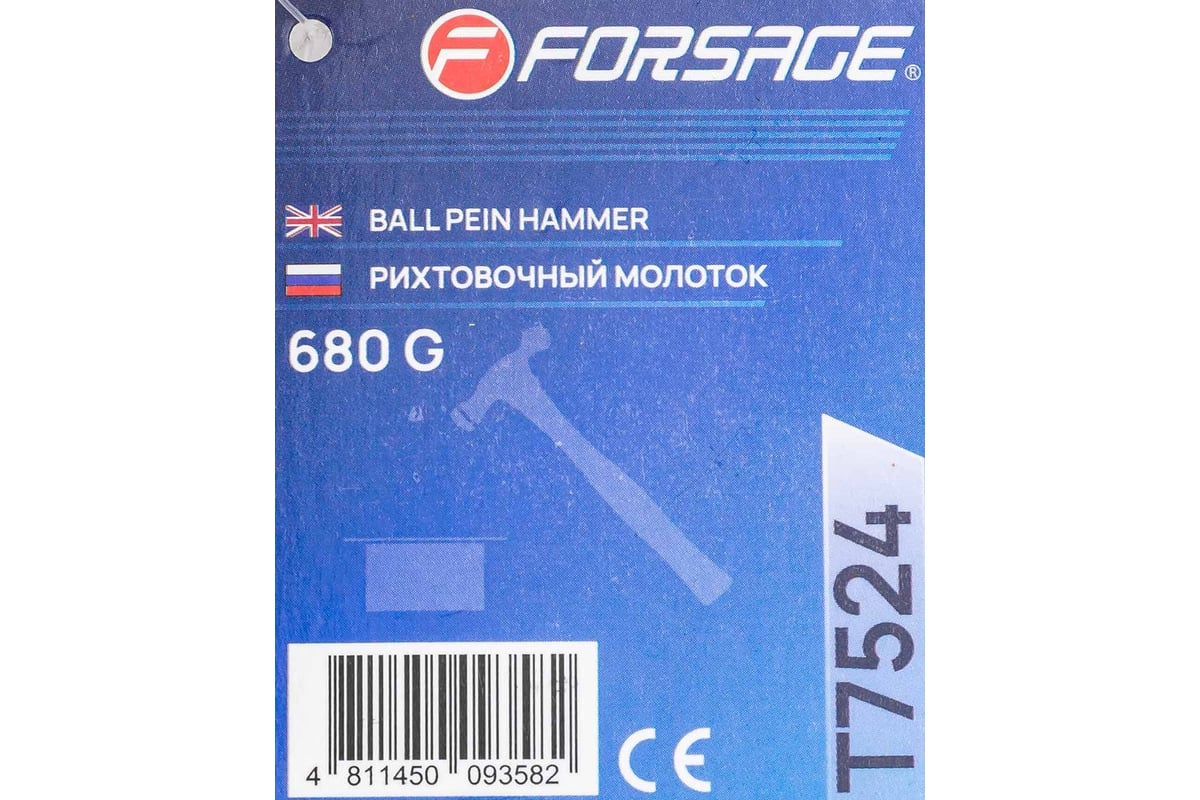 F FORSAGE®
BALL PEIN HAMMER
РИХТОВОЧНЫЙ МОЛОТОК
680 G
T7524
4 811450 093582
CE